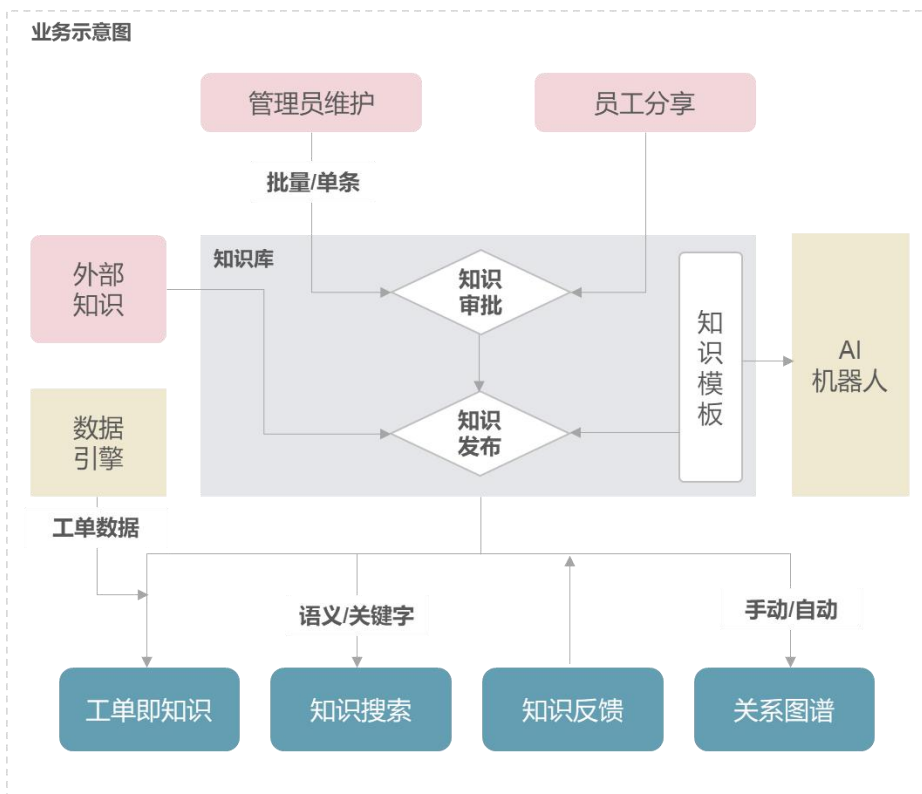 业务示意图
管理员维护
员工分享
批量/单条
外部
知识
知识库
知识
审批
知
识
模
板
AI
机器人
数据
引擎
知识
发布
工单数据
语义/关键字
手动/自动
工单即知识
知识搜索
知识反馈
关系图谱